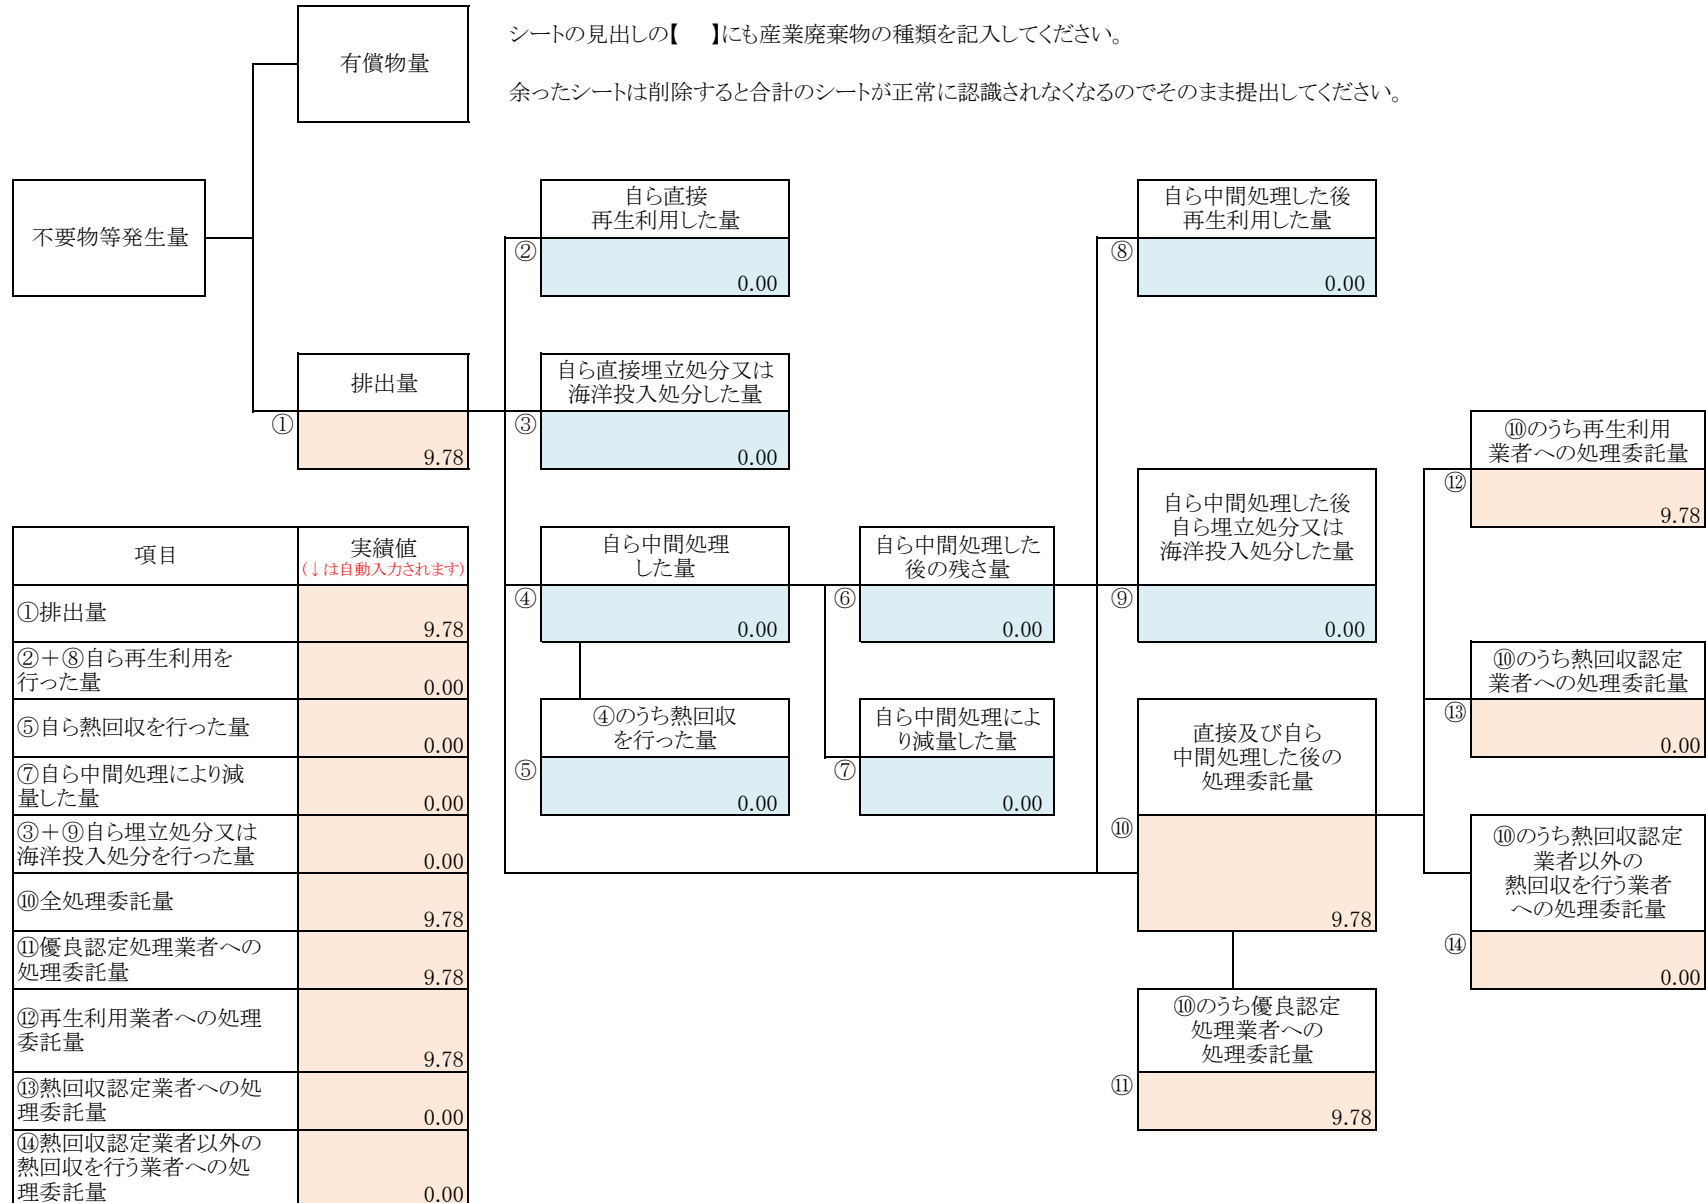 シートの見出しの【　】にも産業廃棄物の種類を記入してください。
余ったシートは削除すると合計のシートが正常に認識されなくなるのでそのまま提出してください。
有償物量
不要物等発生量
排出量
①
9.78
自ら直接
再生利用した量
②
0.00
自ら直接埋立処分又は
海洋投入処分した量
③
0.00
自ら中間処理
した量
④
0.00
④のうち熱回収
を行った量
⑤
0.00
自ら中間処理した
後の残さ量
⑥
0.00
自ら中間処理によ
り減量した量
⑦
0.00
自ら中間処理した後
再生利用した量
⑧
0.00
自ら中間処理した後
自ら埋立処分又は
海洋投入処分した量
⑨
0.00
直接及び自ら
中間処理した後の
処理委託量
⑩
9.78
⑩のうち優良認定
処理業者への
処理委託量
⑪
9.78
⑩のうち再生利用
業者への処理委託量
⑫
9.78
⑩のうち熱回収認定
業者への処理委託量
⑬
0.00
⑩のうち熱回収認定
業者以外の
熱回収を行う業者
への処理委託量
⑭
0.00
項目
実績値
(↓は自動入力されます)
①排出量
9.78
②＋⑧自ら再生利用を
行った量
0.00
⑤自ら熱回収を行った量
0.00
⑦自ら中間処理により減
量した量
0.00
③＋⑨自ら埋立処分又は
海洋投入処分を行った量
0.00
⑩全処理委託量
9.78
⑪優良認定処理業者への
処理委託量
9.78
⑫再生利用業者への処理
委託量
9.78
⑬熱回収認定業者への処
理委託量
0.00
⑭熱回収認定業者以外の
熱回収を行う業者への処
理委託量
0.00